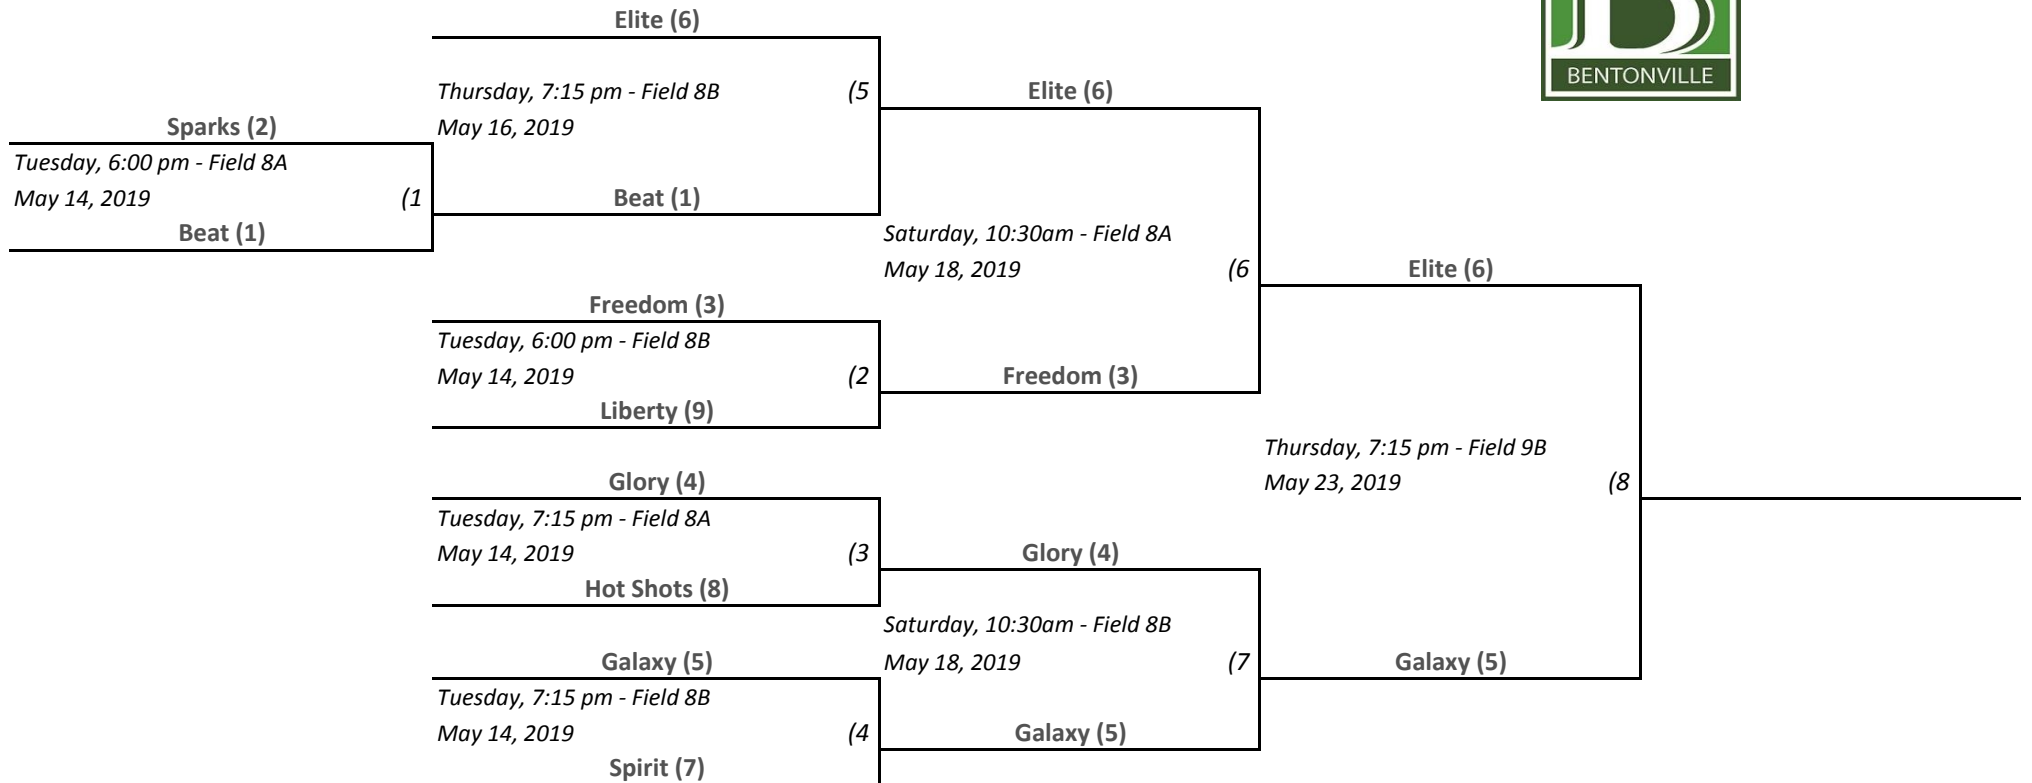 Elite (6)
BENTONVILLE
Thursday, 7:15 pm - Field 8B (5
May 16, 2019
Elite (6)
Sparks (2)
Tuesday, 6:00 pm - Field 8A
May 14, 2019 (1
Beat (1)
Beat (1)
Saturday, 10:30am - Field 8A
May 18, 2019 (6
Elite (6)
Freedom (3)
Tuesday, 6:00 pm - Field 8B
May 14, 2019 (2
Freedom (3)
Liberty (9)
Thursday, 7:15 pm - Field 9B
May 23, 2019 (8
Glory (4)
Tuesday, 7:15 pm - Field 8A
May 14, 2019 (3
Glory (4)
Hot Shots (8)
Saturday, 10:30am - Field 8B
May 18, 2019 (7
Galaxy (5)
Galaxy (5)
Tuesday, 7:15 pm - Field 8B
May 14, 2019 (4
Galaxy (5)
Spirit (7)